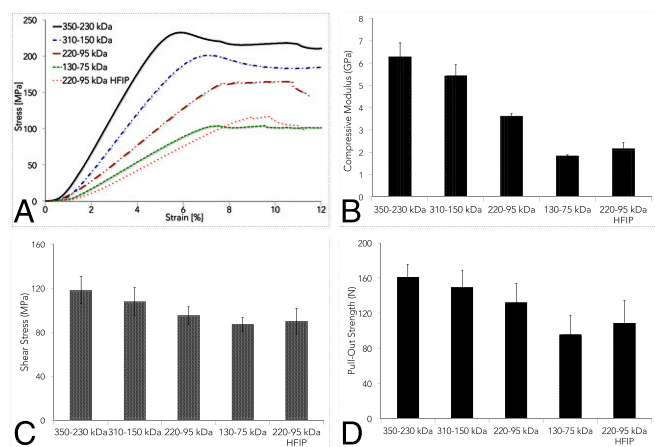 250
200
150
100
50
0
Stress [MPa]
350-230 kDa
310-150 kDa
220-95 kDa
130-75 kDa
220-95 kDa HFIP
0 2 4 6 8 10 12
Strain [%]
A
8
7
6
5
4
3
2
1
0
Compressive Modulus (GPa)
350-230 kDa 310-150 kDa 220-95 kDa 130-75 kDa 220-95 kDa
HFIP
B
160
120
80
40
0
Shear Stress (MPa)
350-230 kDa 310-150 kDa 220-95 kDa 130-75 kDa 220-95 kDa
HFIP
C
200
160
120
80
40
0
Pull-Out Strength (N)
350-230 kDa 310-150 kDa 220-95 kDa 130-75 kDa 220-95 kDa
HFIP
D